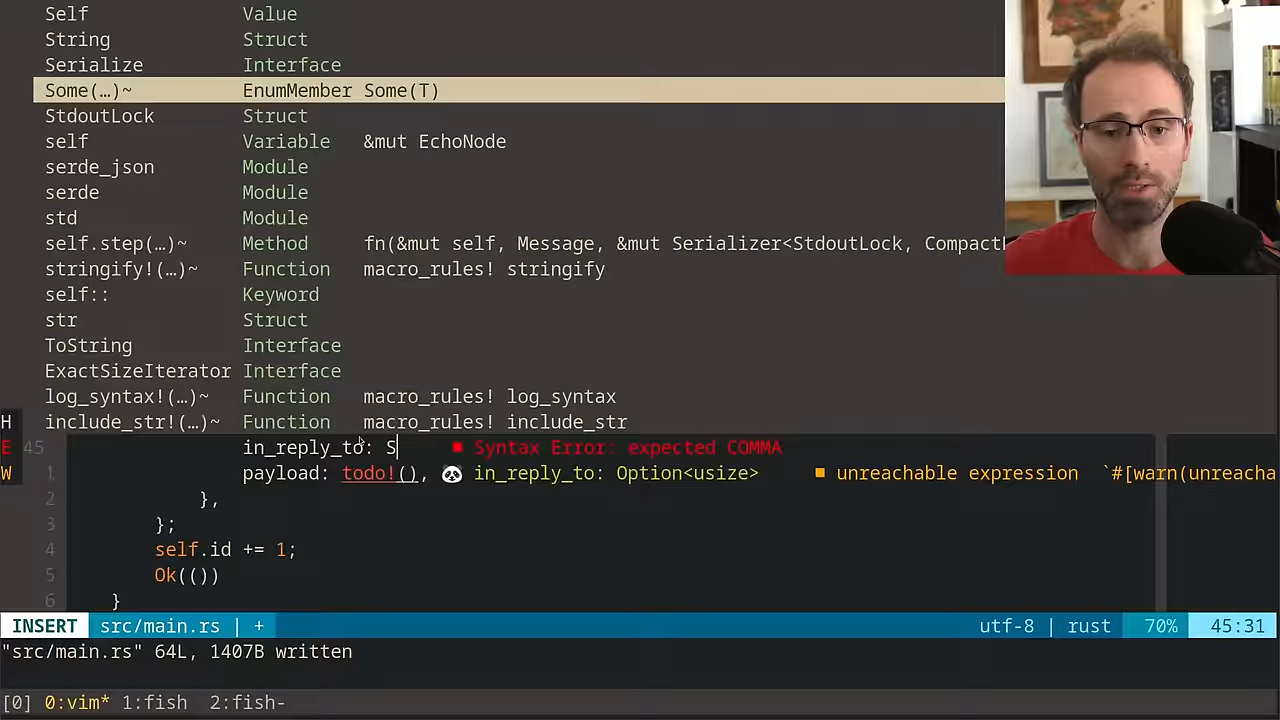 Self Value
String Struct
Serialize Interface
Some(…)~ EnumMember Some(T)
StdoutLock Struct
self Variable &mut EchoNode
serde_json Module
serde Module
std Module
self.step(…)~ Method fn(&mut self, Message, &mut Serializer<StdoutLock, Compact
stringify!(…)~ Function macro_rules! stringify
self:: Keyword
str Struct
ToString Interface
ExactSizeIterator Interface
log_syntax!(…)~ Function macro_rules! log_syntax
H include_str!(…)~ Function macro_rules! include_str
E 45 in_reply_to: S ■ Syntax Error: expected COMMA
W 1 payload: todo!(), 🐼 in_reply_to: Option<usize> ■ unreachable expression `#[warn(unreacha
2 },
3 };
4 self.id += 1;
5 Ok(())
6 }
INSERT src/main.rs | + utf-8 | rust 70% 45:31
"src/main.rs" 64L, 1407B written
[0] 0:vim* 1:fish 2:fish-